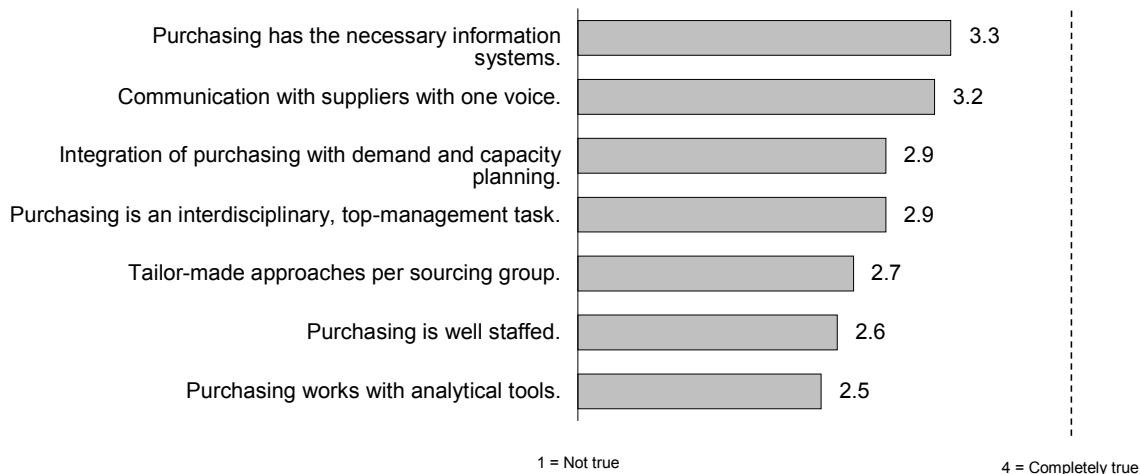 Purchasing has the necessary information
systems.
3.3
Communication with suppliers with one voice.
3.2
Integration of purchasing with demand and capacity
planning.
2.9
Purchasing is an interdisciplinary, top-management task.
2.9
Tailor-made approaches per sourcing group.
2.7
Purchasing is well staffed.
2.6
Purchasing works with analytical tools.
2.5
1 = Not true
4 = Completely true